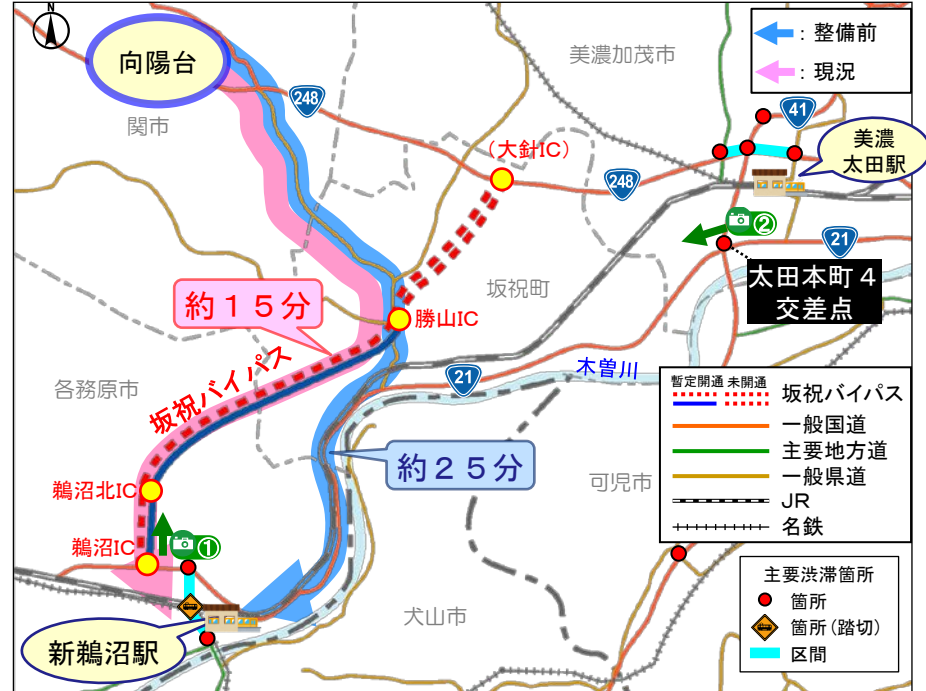 N
向陽台
関市
248
美濃加茂市
：整備前
：現況
41
美濃
太田駅
（大針IC）
248
②
21
太田本町４
交差点
坂祝町
約１５分
勝山IC
坂祝バイパス
各務原市
21
木曽川
約２５分
可児市
鵜沼北IC
鵜沼IC
①
犬山市
新鵜沼駅
暫定開通 未開通
坂祝バイパス
一般国道
主要地方道
一般県道
JR
名鉄
主要渋滞箇所
箇所
箇所(踏切)
区間